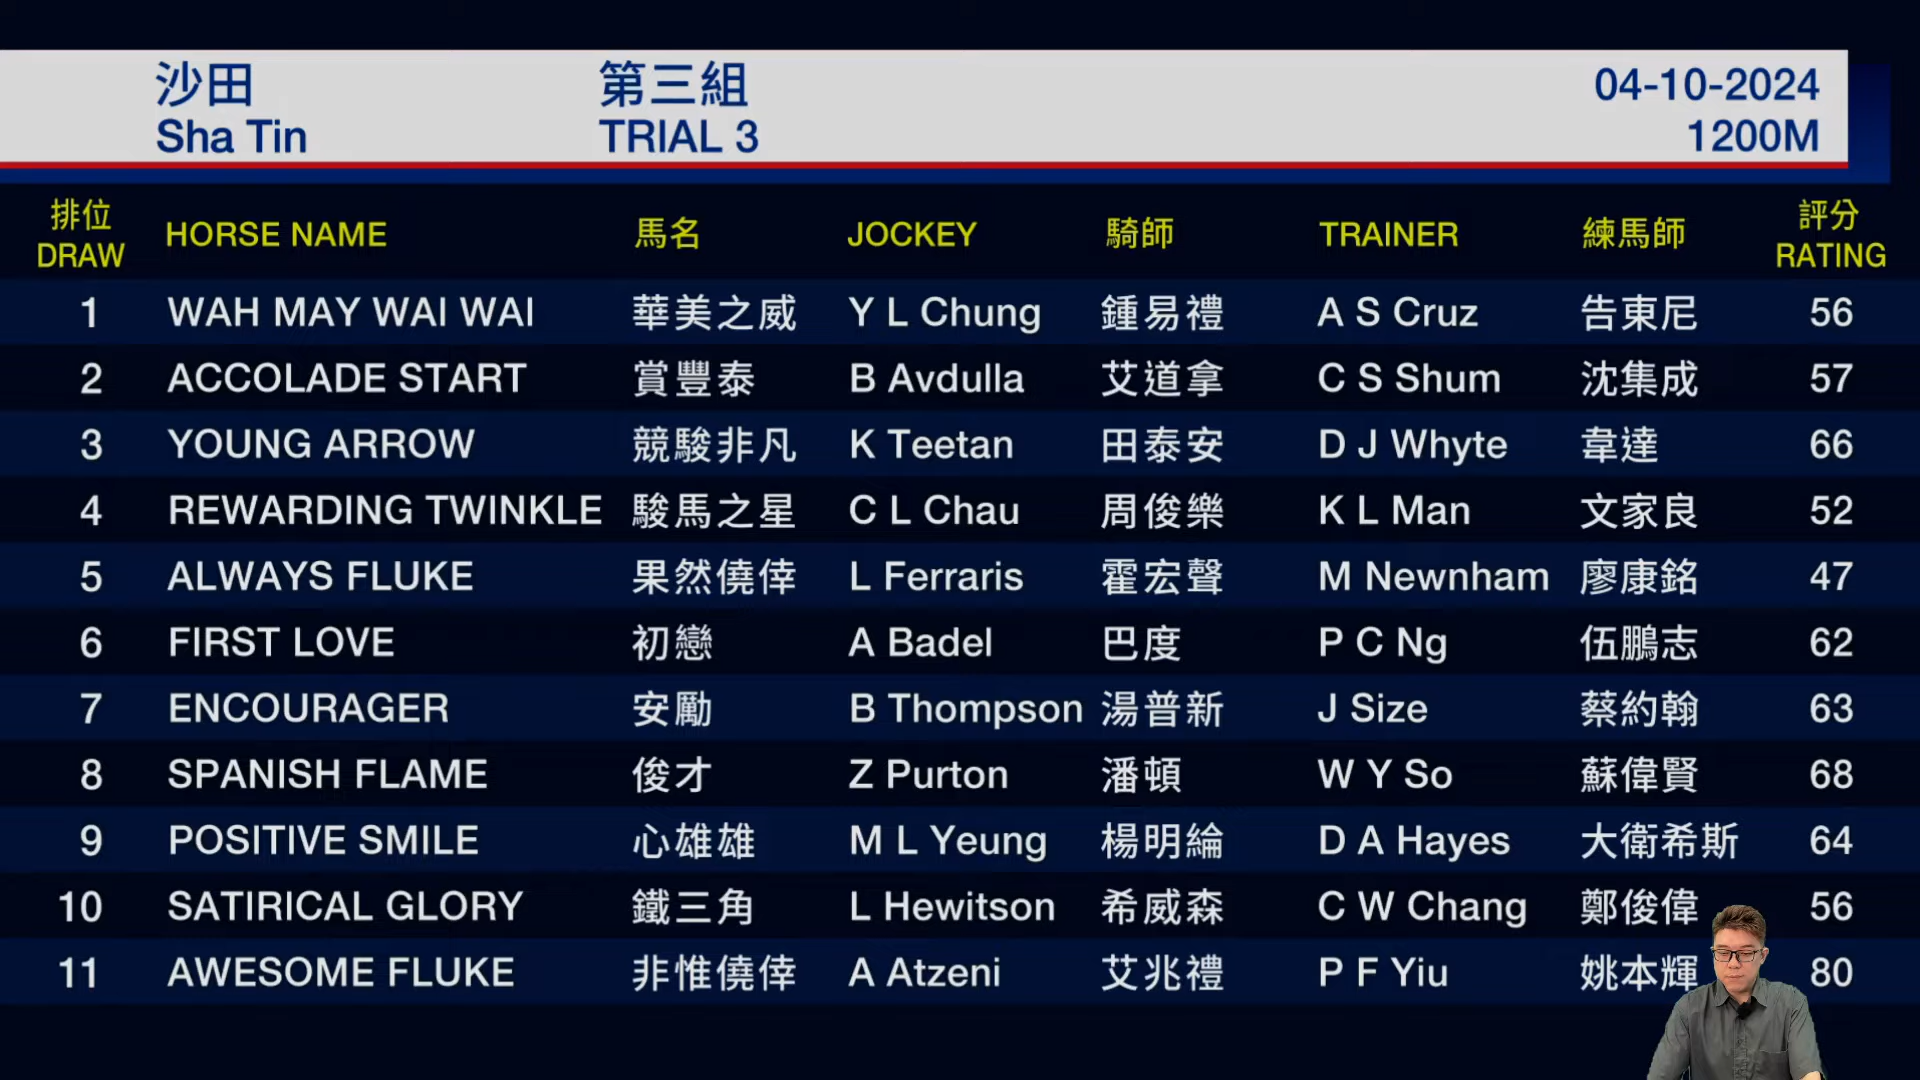 沙田 第三組 04-10-2024
Sha Tin TRIAL 3 1200M
排位 評分
DRAW HORSE NAME 馬名 JOCKEY 騎師 TRAINER 練馬師 RATING
1 WAH MAY WAI WAI 華美之威 Y L Chung 鍾易禮 A S Cruz 告東尼 56
2 ACCOLADE START 賞豐泰 B Avdulla 艾道拿 C S Shum 沈集成 57
3 YOUNG ARROW 競駿非凡 K Teetan 田泰安 D J Whyte 韋達 66
4 REWARDING TWINKLE 駿馬之星 C L Chau 周俊樂 K L Man 文家良 52
5 ALWAYS FLUKE 果然僥倖 L Ferraris 霍宏聲 M Newnham 廖康銘 47
6 FIRST LOVE 初戀 A Badel 巴度 P C Ng 伍鵬志 62
7 ENCOURAGER 安勵 B Thompson 湯普新 J Size 蔡約翰 63
8 SPANISH FLAME 俊才 Z Purton 潘頓 W Y So 蘇偉賢 68
9 POSITIVE SMILE 心雄雄 M L Yeung 楊明綸 D A Hayes 大衛希斯 64
10 SATIRICAL GLORY 鐵三角 L Hewitson 希威森 C W Chang 鄭俊偉 56
11 AWESOME FLUKE 非惟僥倖 A Atzeni 艾兆禮 P F Yiu 姚本輝 80